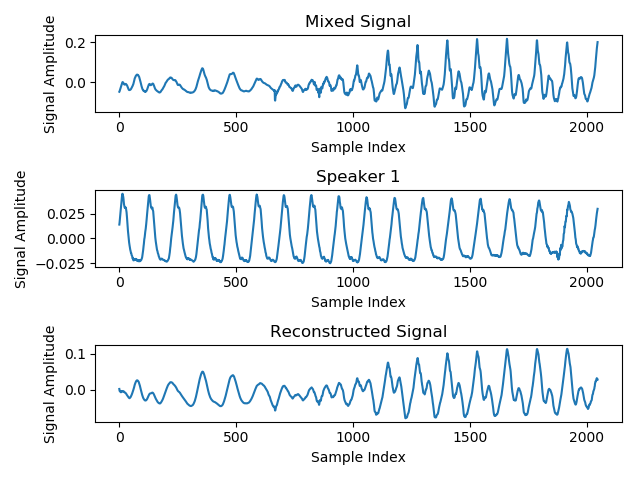 Mixed Signal
Signal Amplitude
0.2
0.0
0
500
1000
1500
2000
Sample Index
Speaker 1
Signal Amplitude
0.025
0.000
−0.025
0
500
1000
1500
2000
Sample Index
Reconstructed Signal
Signal Amplitude
0.1
0.0
0
500
1000
1500
2000
Sample Index